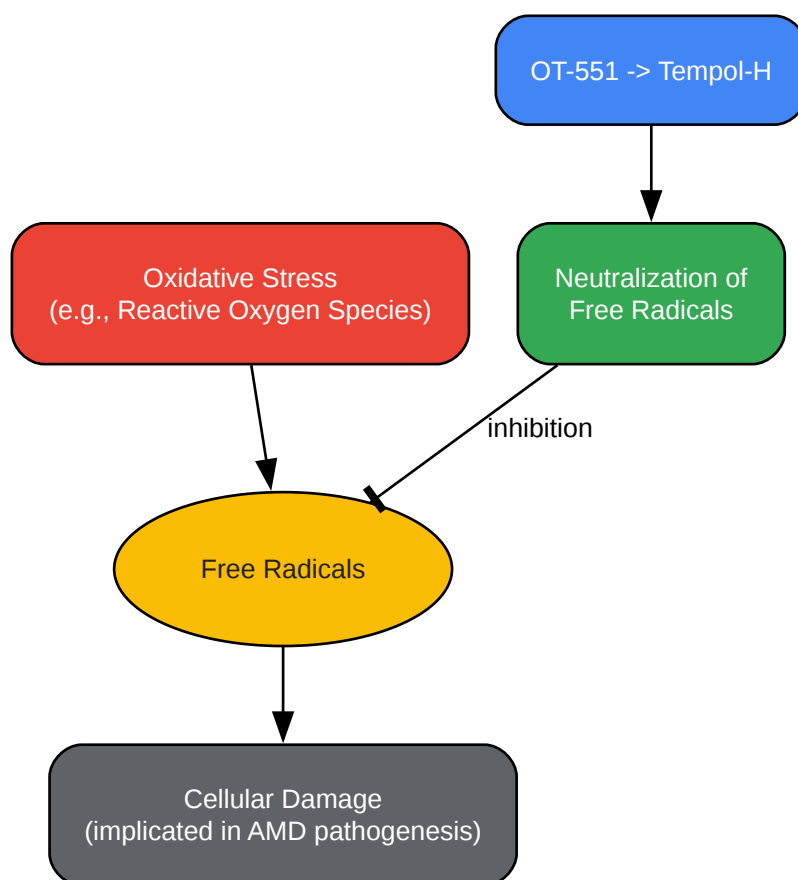 OT-551 -> Tempol-H
Oxidative Stress
(e.g., Reactive Oxygen Species)
Neutralization of
Free Radicals
inhibition
Free Radicals
Cellular Damage
(implicated in AMD pathogenesis)